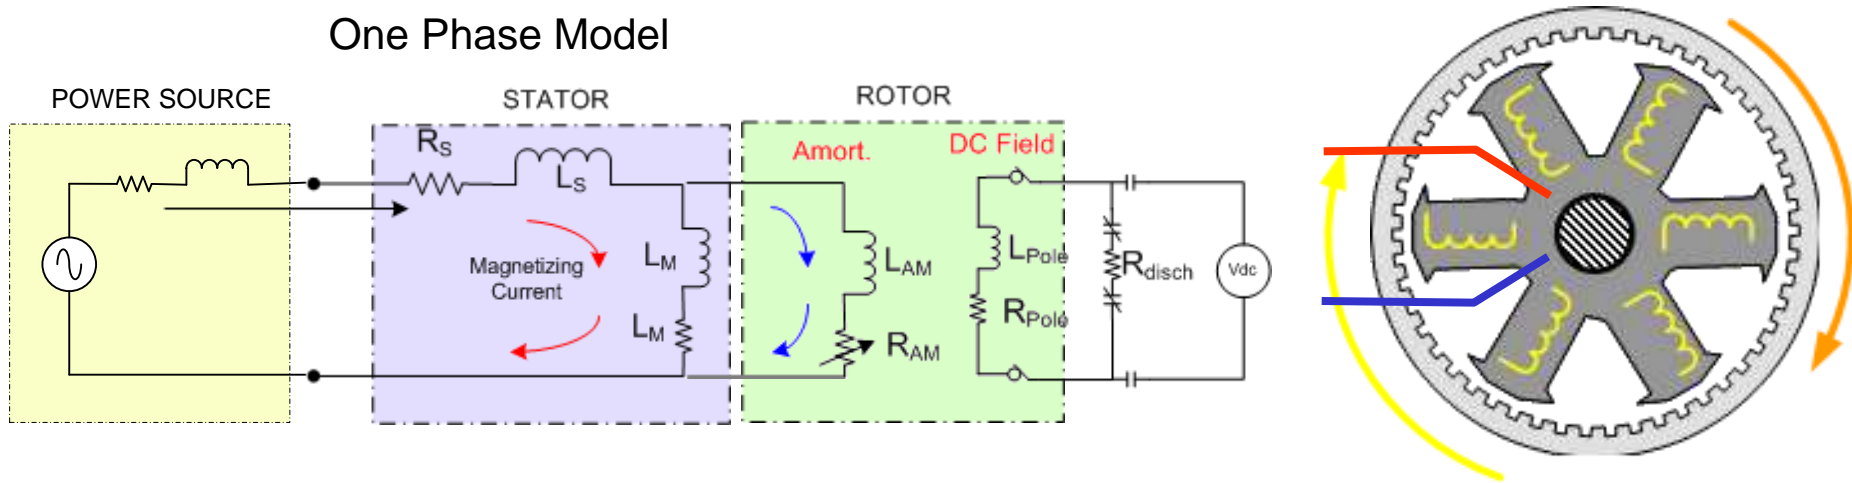 One Phase Model
POWER SOURCE
STATOR
ROTOR
RS
LS
Magnetizing
Current
LM
LM
Amort.
DC Field
LAM
RAM
LPole
RPole
Rdisch
Vdc